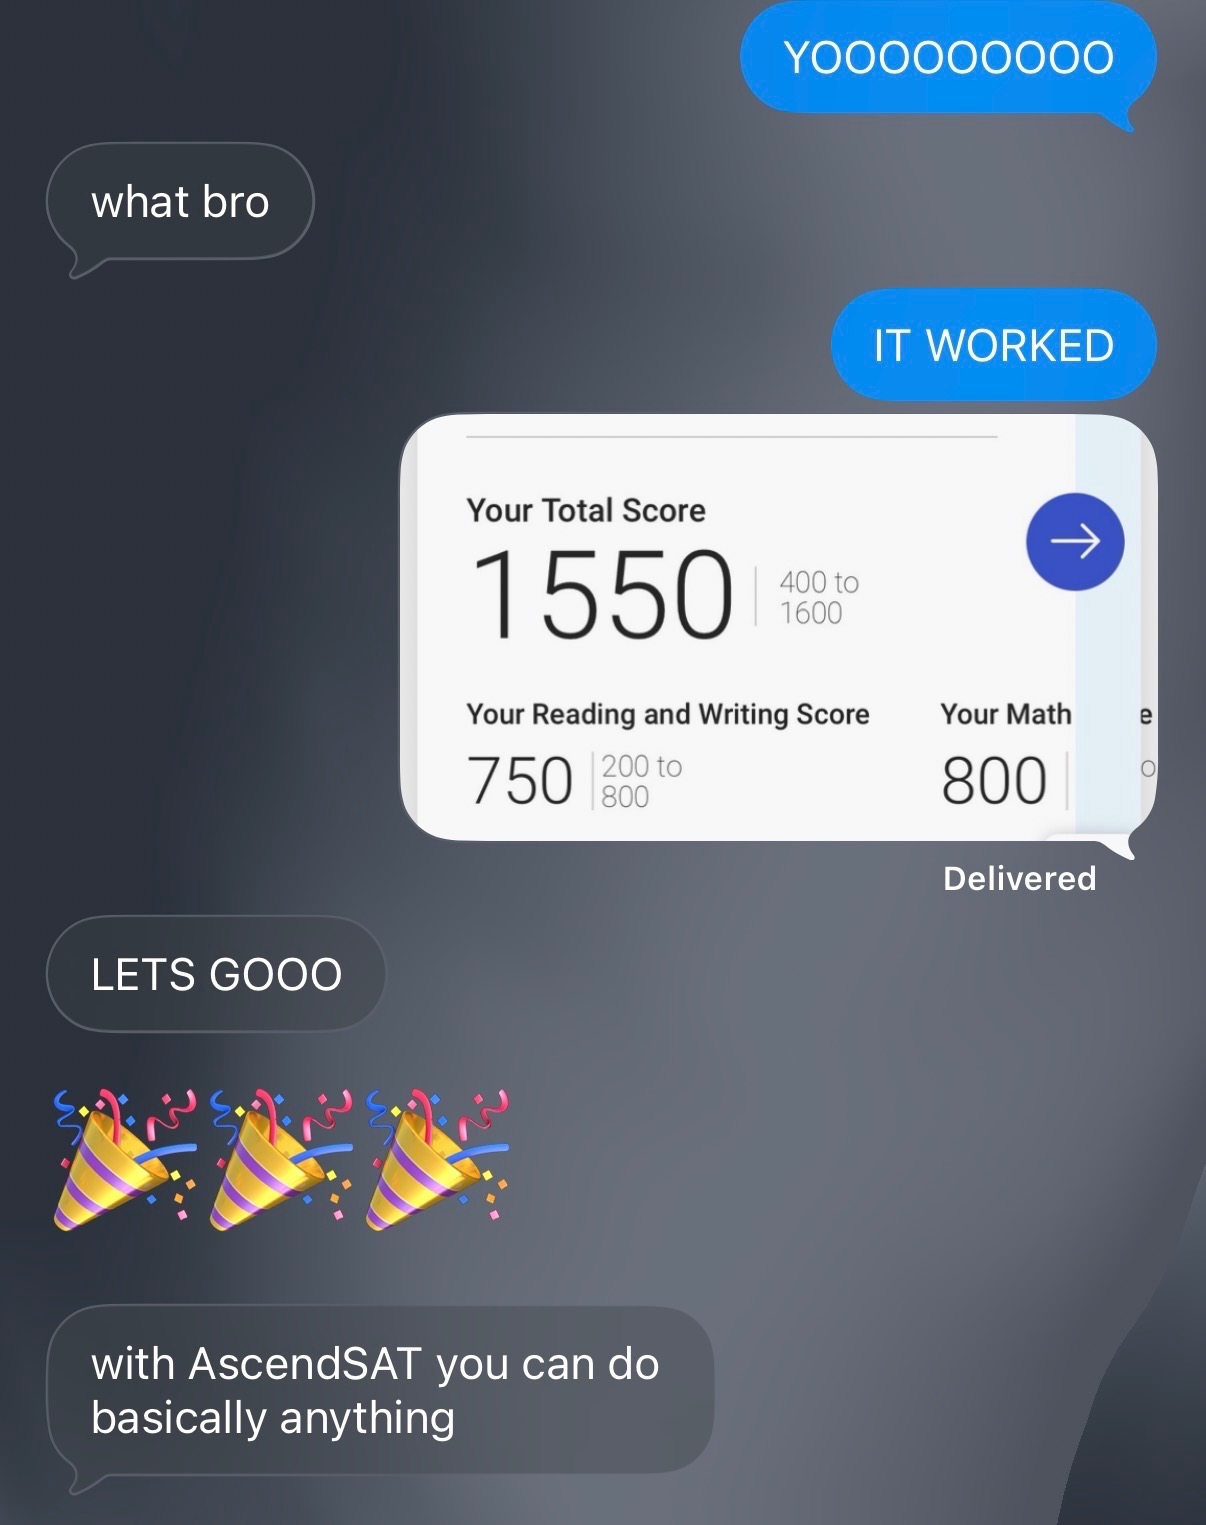 YOOOOOOOOO
what bro
IT WORKED
Your Total Score
1550
400 to
1600
Your Reading and Writing Score
750
200 to
800
Your Math
e
800
o
Delivered
LETS GOOO
with AscendSAT you can do
basically anything